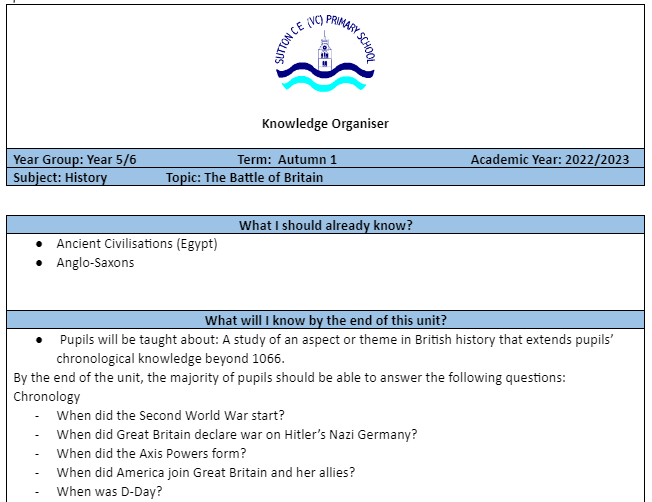 SUTTON C E (VC) PRIMARY SCHOOL
Knowledge Organiser
Year Group: Year 5/6 Term: Autumn 1 Academic Year: 2022/2023
Subject: History Topic: The Battle of Britain
What I should already know?
● Ancient Civilisations (Egypt)
● Anglo-Saxons
What will I know by the end of this unit?
● Pupils will be taught about: A study of an aspect or theme in British history that extends pupils’
chronological knowledge beyond 1066.
By the end of the unit, the majority of pupils should be able to answer the following questions:
Chronology
- When did the Second World War start?
- When did Great Britain declare war on Hitler’s Nazi Germany?
- When did the Axis Powers form?
- When did America join Great Britain and her allies?
- When was D-Day?